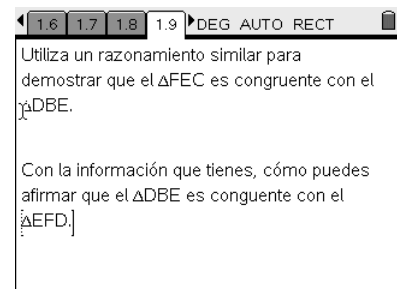 1.6 1.7 1.8 1.9 DEG AUTO RECT
Utiliza un razonamiento similar para
demostrar que el ΔFEC es congruente con el
ΔDBE.
Con la información que tienes, cómo puedes
afirmar que el ΔDBE es conguente con el
ΔEFD.